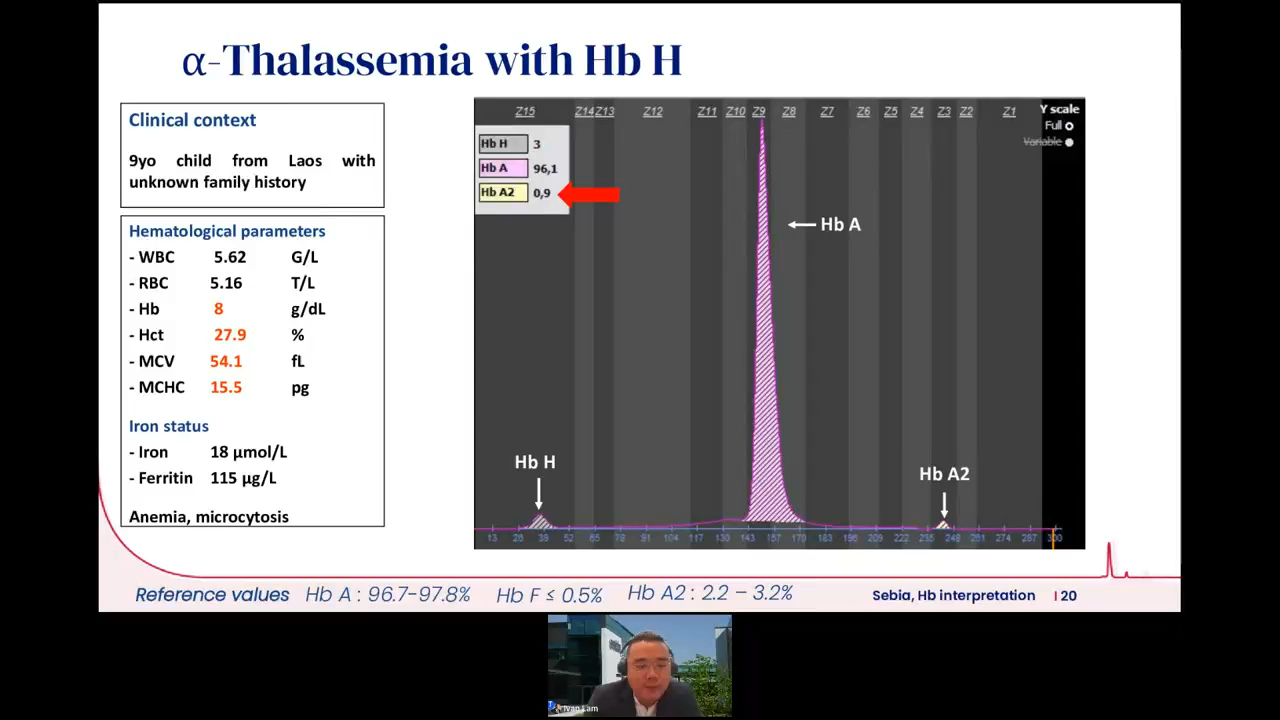 α-Thalassemia with Hb H
Clinical context
9yo child from Laos with
unknown family history
Hematological parameters
- WBC 5.62 G/L
- RBC 5.16 T/L
- Hb 8 g/dL
- Hct 27.9 %
- MCV 54.1 fL
- MCHC 15.5 pg
Iron status
- Iron 18 µmol/L
- Ferritin 115 µg/L
Anemia, microcytosis
Z15 Z14 Z13 Z12 Z11 Z10 Z9 Z8 Z7 Z6 Z5 Z4 Z3 Z2 Z1
Y scale
Full
Variable
Hb H 3
Hb A 96,1
Hb A2 0,9
Hb A
Hb H
Hb A2
13 26 39 52 65 78 91 104 117 130 143 157 170 183 196 209 222 235 248 261 274 287 300
Reference values Hb A : 96.7-97.8% Hb F ≤ 0.5% Hb A2 : 2.2 – 3.2%
Sebia, Hb interpretation | 20
Ivan Lam